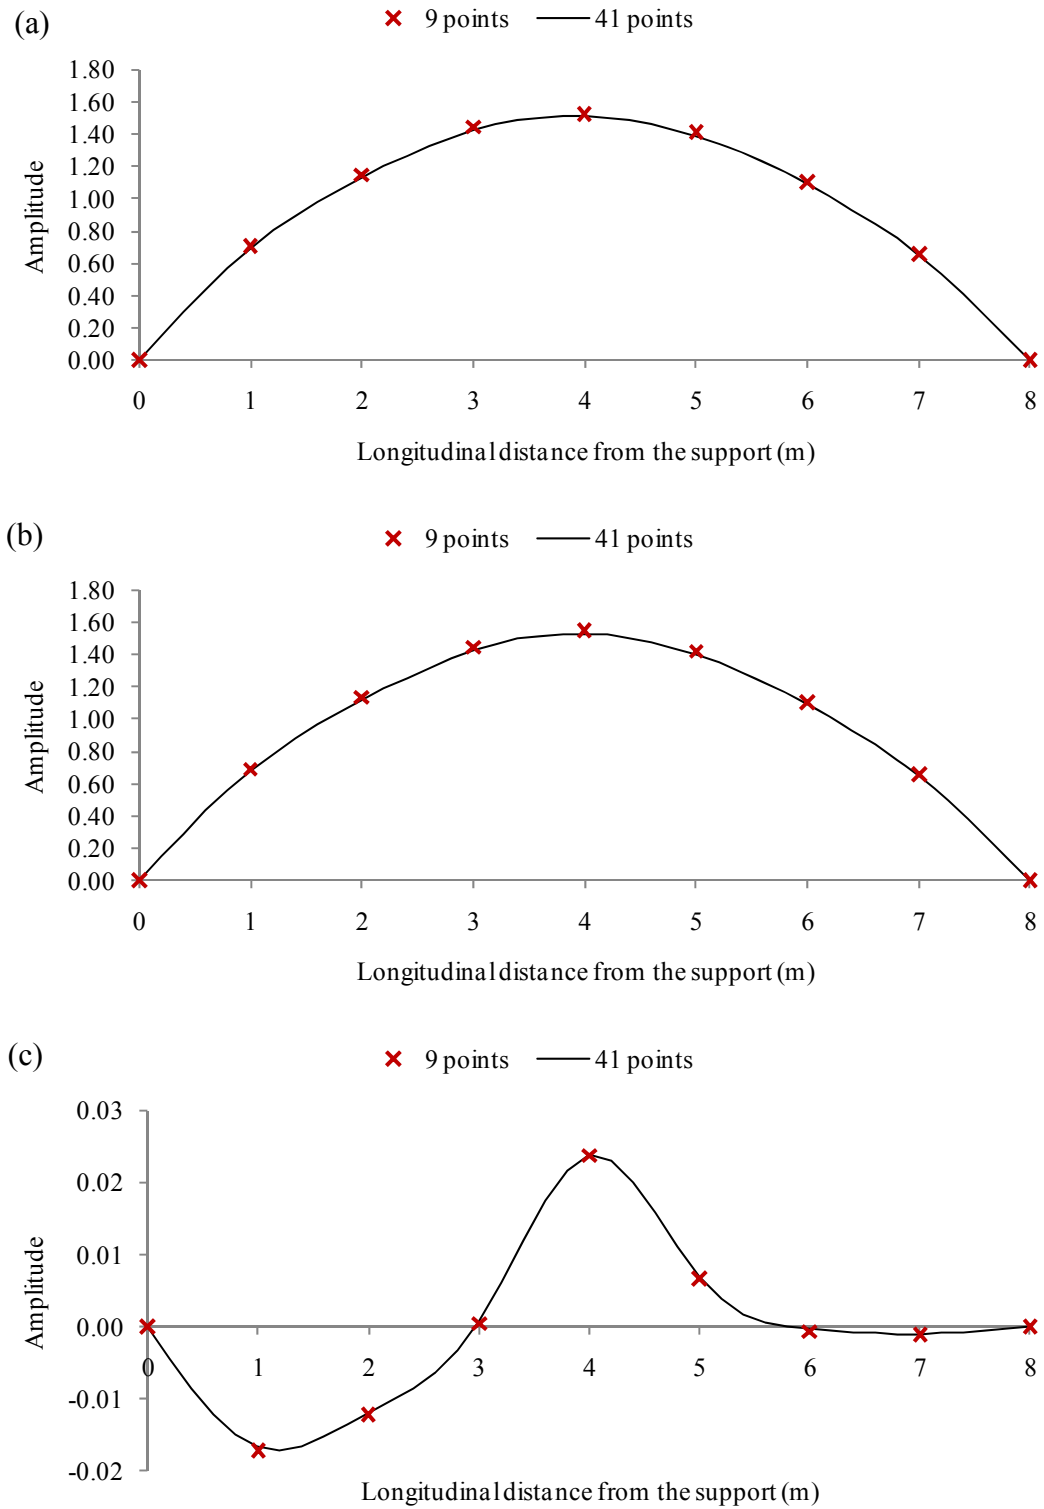 (a)
9 points 41 points
1.80
1.60
1.40
1.20
1.00
0.80
0.60
0.40
0.20
0.00
Amplitude
0 1 2 3 4 5 6 7 8
Longitudinal distance from the support (m)
(b)
9 points 41 points
1.80
1.60
1.40
1.20
1.00
0.80
0.60
0.40
0.20
0.00
Amplitude
0 1 2 3 4 5 6 7 8
Longitudinal distance from the support (m)
(c)
9 points 41 points
0.03
0.02
0.01
0.00
-0.01
-0.02
Amplitude
0 1 2 3 4 5 6 7 8
Longitudinal distance from the support (m)